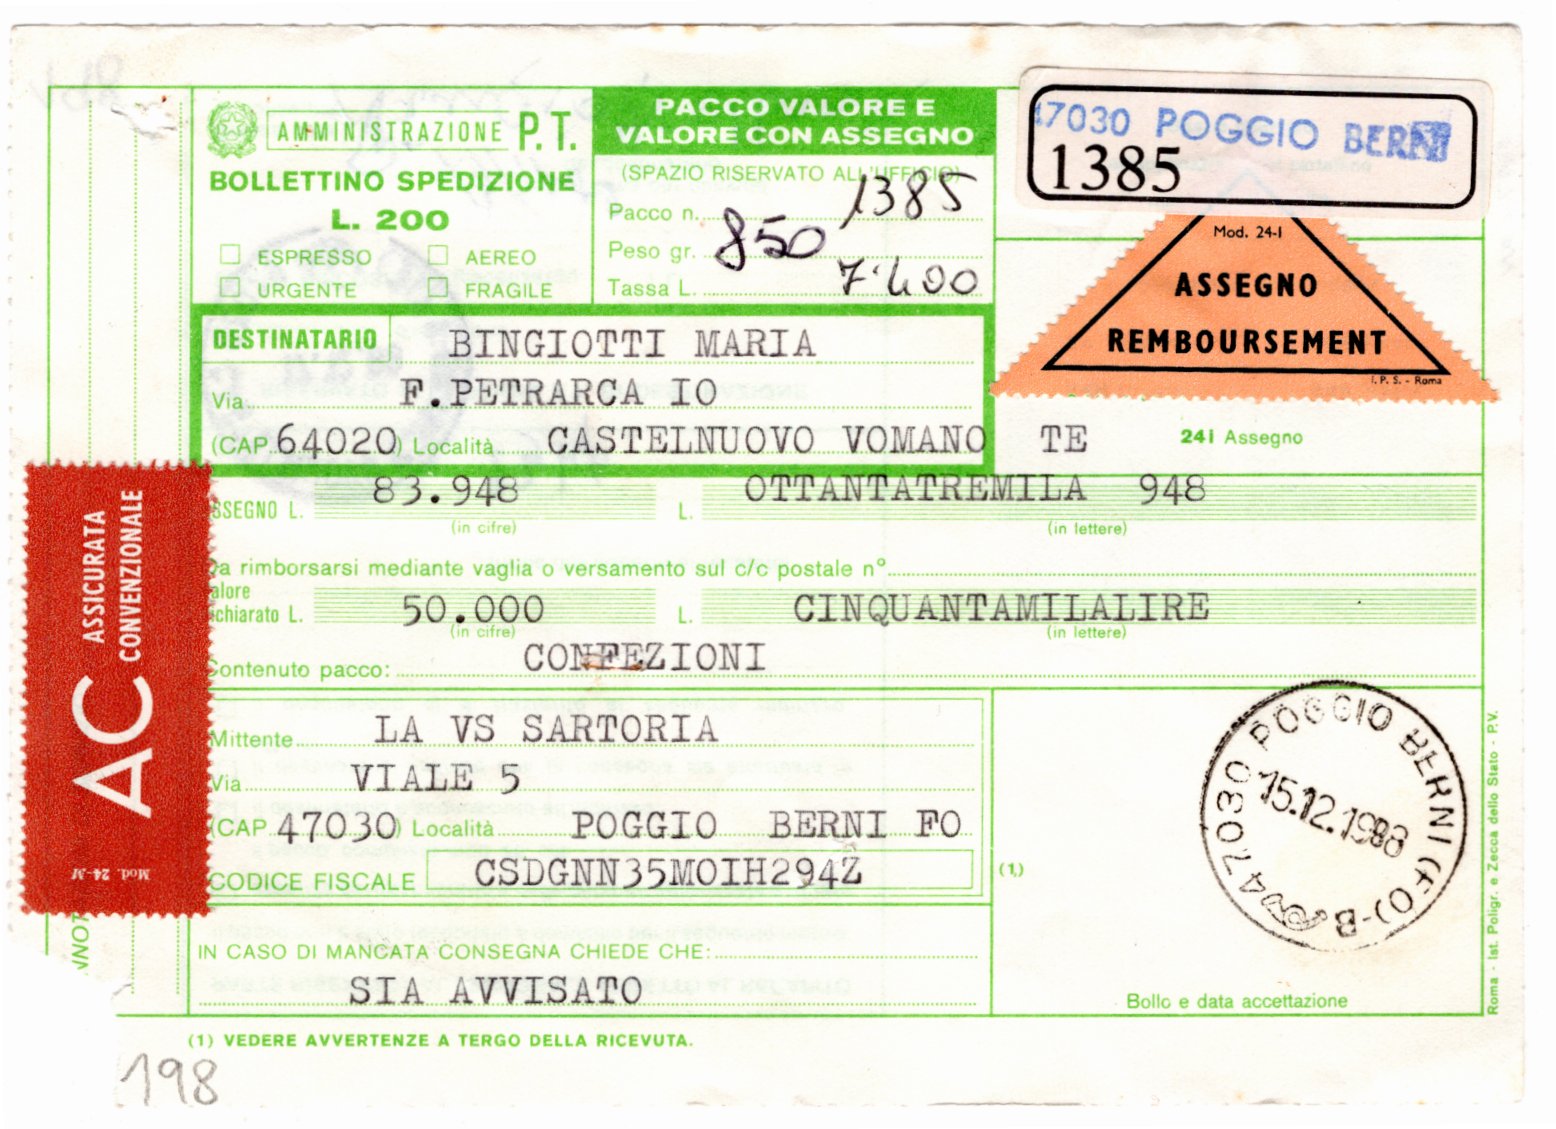 AMMINISTRAZIONE P.T.
BOLLETTINO SPEDIZIONE
L. 200
ESPRESSO AEREO
URGENTE FRAGILE
PACCO VALORE E
VALORE CON ASSEGNO
(SPAZIO RISERVATO ALL'UFFICIO)
Pacco n. 1385
Peso gr. 850
Tassa L. 7.400
47030 POGGIO BERNI
1385
Mod. 24-I
ASSEGNO
REMBOURSEMENT
I. P. S. - Roma
24i Assegno
DESTINATARIO BINGIOTTI MARIA
Via F.PETRARCA IO
(CAP 64020) Località CASTELNUOVO VOMANO TE
SSEGNO L. 83.948 L. OTTANTATREMILA 948
(in cifre) (in lettere)
Da rimborsarsi mediante vaglia o versamento sul c/c postale n°
alore
chiarato L. 50.000 L. CINQUANTAMILALIRE
(in cifre) (in lettere)
Contenuto pacco: CONFEZIONI
Mittente LA VS SARTORIA
Via VIALE 5
(CAP 47030) Località POGGIO BERNI FO
CODICE FISCALE CSDGNN35MOIH294Z
IN CASO DI MANCATA CONSEGNA CHIEDE CHE:
SIA AVVISATO
(1) VEDERE AVVERTENZE A TERGO DELLA RICEVUTA.
(1)
47030 POGGIO BERNI (FO)-B
15.12.1988
Bollo e data accettazione
Roma - Ist. Poligr. e Zecca dello Stato - P.V.
ASSICURATA
CONVENZIONALE
AC
Mod. 24-M
NNOT
198